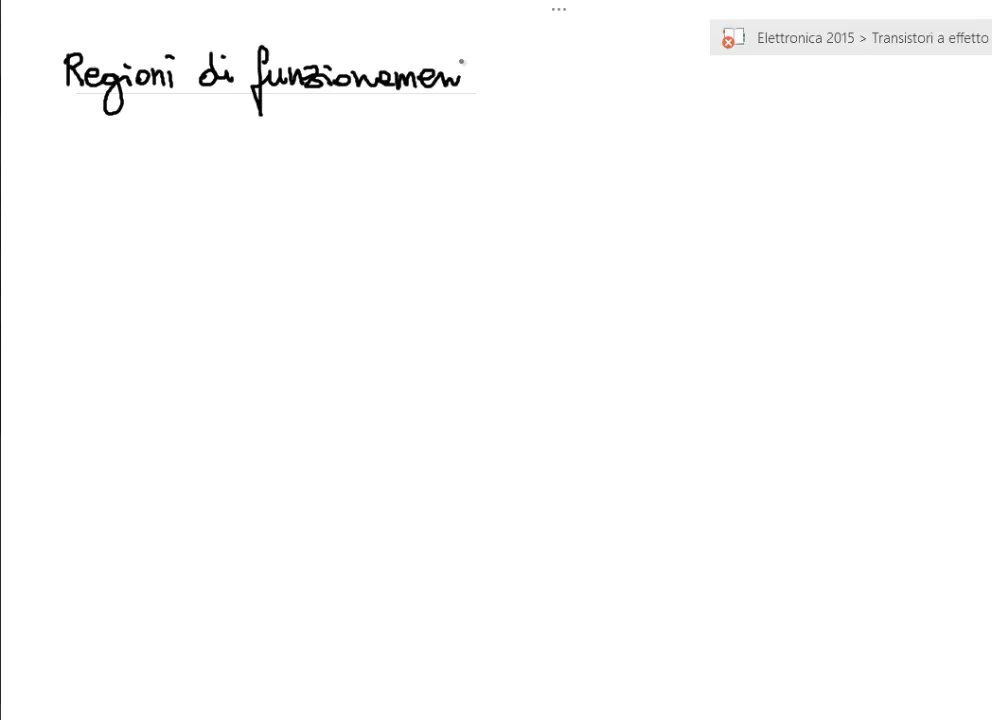 Elettronica 2015 > Transistori a effetto
Regioni di funzionamen